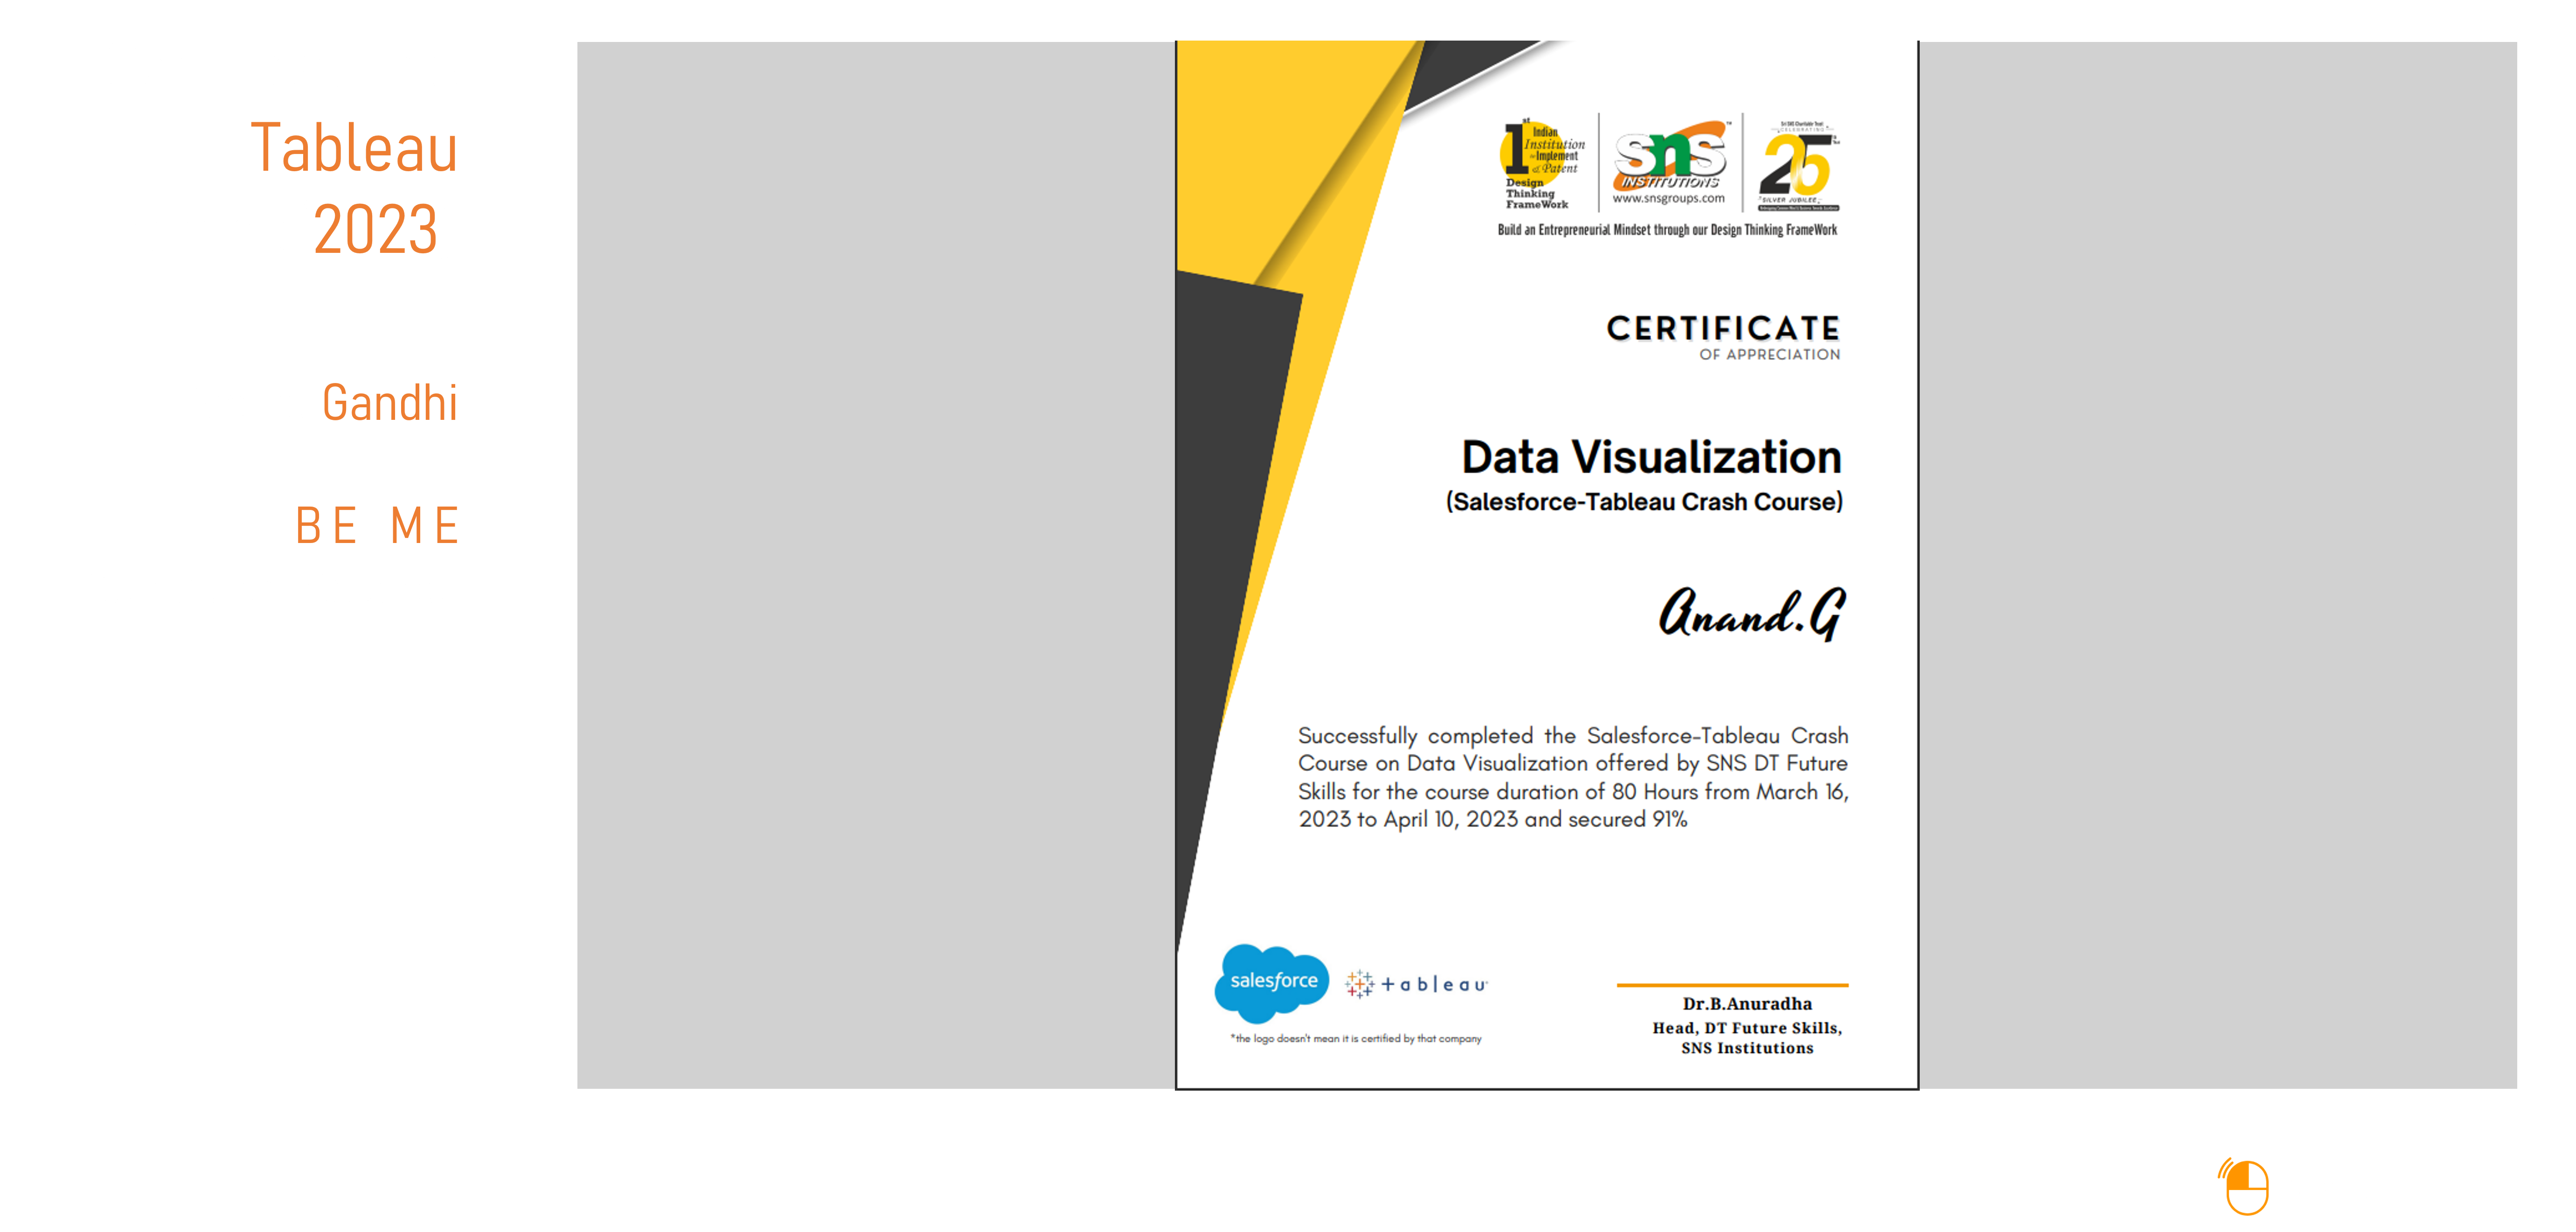 Tableau
2023
Gandhi
BE ME
1st
Indian
Institution
to Implement
& Patent
Design
Thinking
FrameWork
SNS
INSTITUTIONS
www.snsgroups.com
25
SILVER JUBILEE
Build an Entrepreneurial Mindset through our Design Thinking FrameWork
CERTIFICATE
OF APPRECIATION
Data Visualization
(Salesforce-Tableau Crash Course)
Anand.G
Successfully completed the Salesforce-Tableau Crash
Course on Data Visualization offered by SNS DT Future
Skills for the course duration of 80 Hours from March 16,
2023 to April 10, 2023 and secured 91%
salesforce
+ableau
*the logo doesn't mean it is certified by that company
Dr.B.Anuradha
Head, DT Future Skills,
SNS Institutions